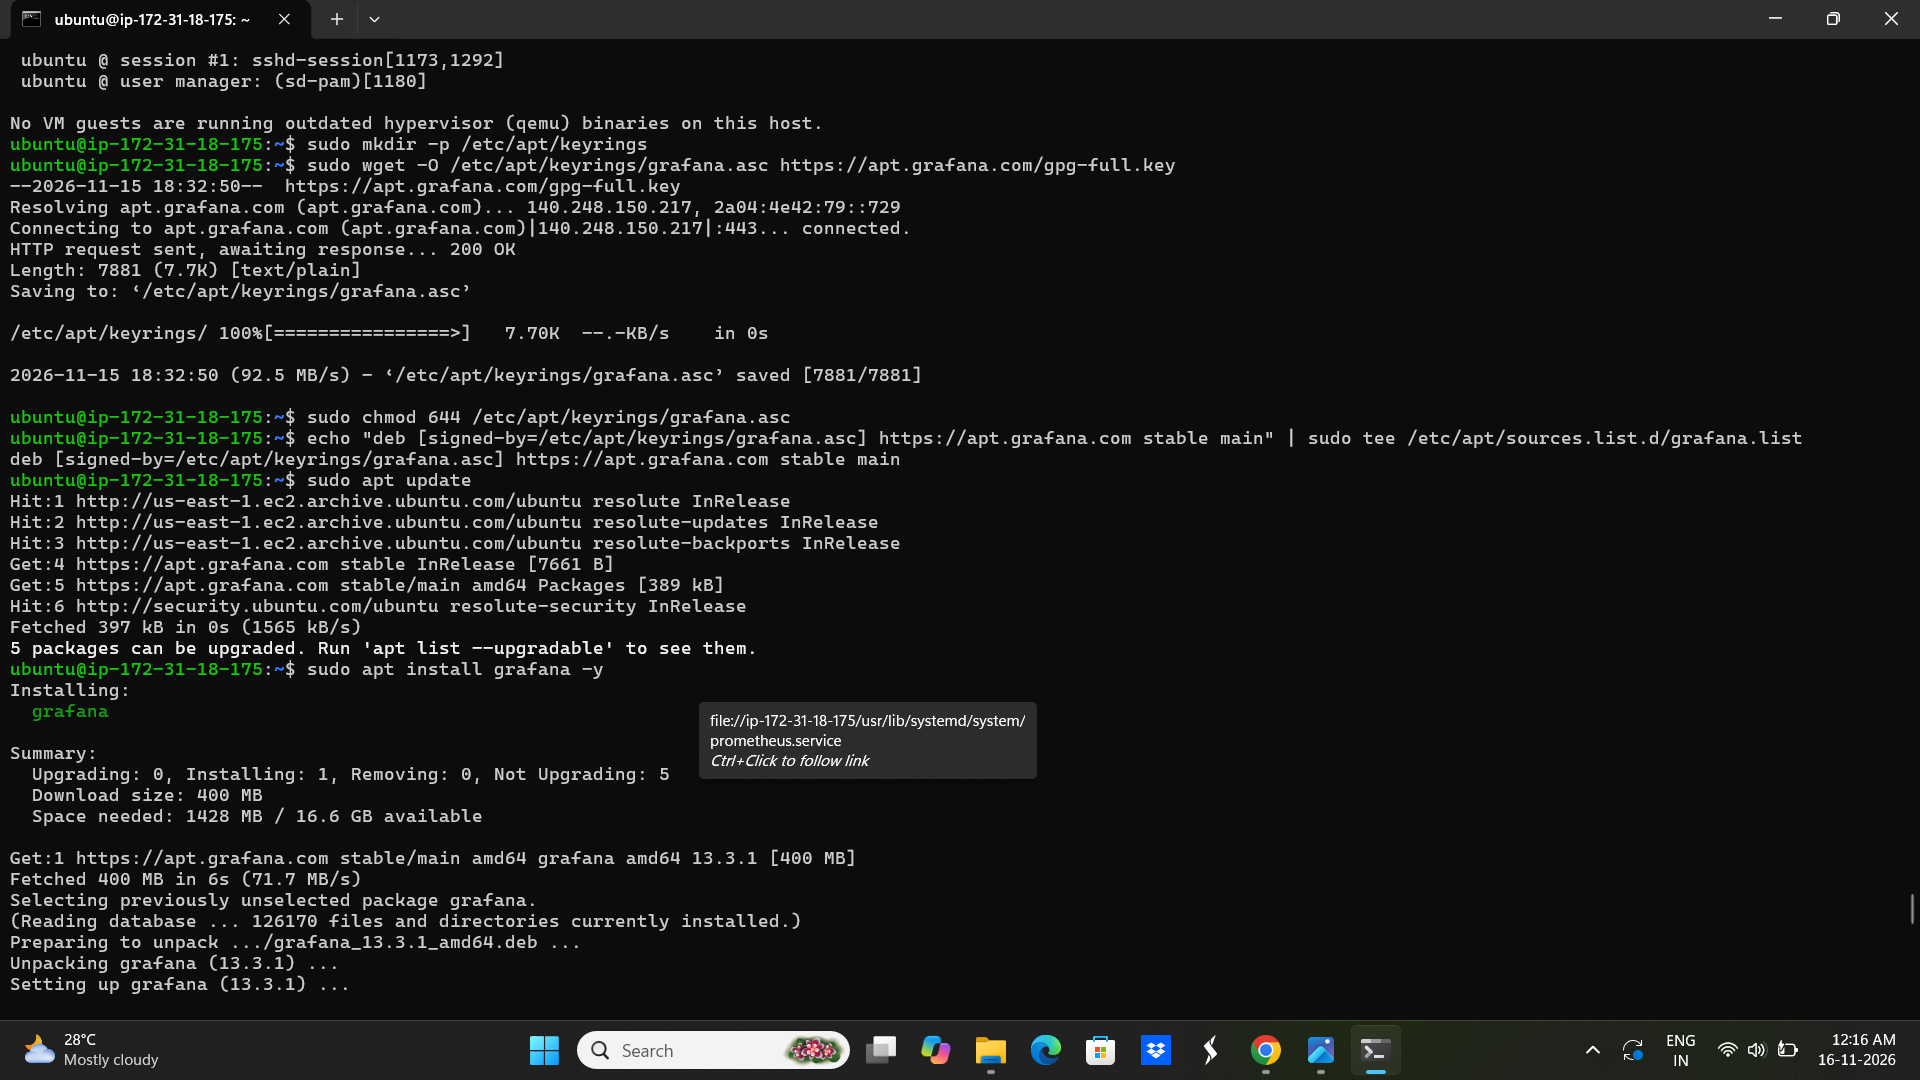 ubuntu@ip-172-31-18-175: ~
ubuntu @ session #1: sshd-session[1173,1292]
ubuntu @ user manager: (sd-pam)[1180]
No VM guests are running outdated hypervisor (qemu) binaries on this host.
ubuntu@ip-172-31-18-175:~$ sudo mkdir -p /etc/apt/keyrings
ubuntu@ip-172-31-18-175:~$ sudo wget -O /etc/apt/keyrings/grafana.asc https://apt.grafana.com/gpg-full.key
--2026-11-15 18:32:50--  https://apt.grafana.com/gpg-full.key
Resolving apt.grafana.com (apt.grafana.com)... 140.248.150.217, 2a04:4e42:79::729
Connecting to apt.grafana.com (apt.grafana.com)|140.248.150.217|:443... connected.
HTTP request sent, awaiting response... 200 OK
Length: 7881 (7.7K) [text/plain]
Saving to: ‘/etc/apt/keyrings/grafana.asc’
/etc/apt/keyrings/ 100%[================>]   7.70K  --.-KB/s    in 0s
2026-11-15 18:32:50 (92.5 MB/s) - ‘/etc/apt/keyrings/grafana.asc’ saved [7881/7881]
ubuntu@ip-172-31-18-175:~$ sudo chmod 644 /etc/apt/keyrings/grafana.asc
ubuntu@ip-172-31-18-175:~$ echo "deb [signed-by=/etc/apt/keyrings/grafana.asc] https://apt.grafana.com stable main" | sudo tee /etc/apt/sources.list.d/grafana.list
deb [signed-by=/etc/apt/keyrings/grafana.asc] https://apt.grafana.com stable main
ubuntu@ip-172-31-18-175:~$ sudo apt update
Hit:1 http://us-east-1.ec2.archive.ubuntu.com/ubuntu resolute InRelease
Hit:2 http://us-east-1.ec2.archive.ubuntu.com/ubuntu resolute-updates InRelease
Hit:3 http://us-east-1.ec2.archive.ubuntu.com/ubuntu resolute-backports InRelease
Get:4 https://apt.grafana.com stable InRelease [7661 B]
Get:5 https://apt.grafana.com stable/main amd64 Packages [389 kB]
Hit:6 http://security.ubuntu.com/ubuntu resolute-security InRelease
Fetched 397 kB in 0s (1565 kB/s)
5 packages can be upgraded. Run 'apt list --upgradable' to see them.
ubuntu@ip-172-31-18-175:~$ sudo apt install grafana -y
Installing:
grafana
file://ip-172-31-18-175/usr/lib/systemd/system/
prometheus.service
Ctrl+Click to follow link
Summary:
Upgrading: 0, Installing: 1, Removing: 0, Not Upgrading: 5
Download size: 400 MB
Space needed: 1428 MB / 16.6 GB available
Get:1 https://apt.grafana.com stable/main amd64 grafana amd64 13.3.1 [400 MB]
Fetched 400 MB in 6s (71.7 MB/s)
Selecting previously unselected package grafana.
(Reading database ... 126170 files and directories currently installed.)
Preparing to unpack .../grafana_13.3.1_amd64.deb ...
Unpacking grafana (13.3.1) ...
Setting up grafana (13.3.1) ...
28°C
Mostly cloudy
Search
ENG
IN
12:16 AM
16-11-2026